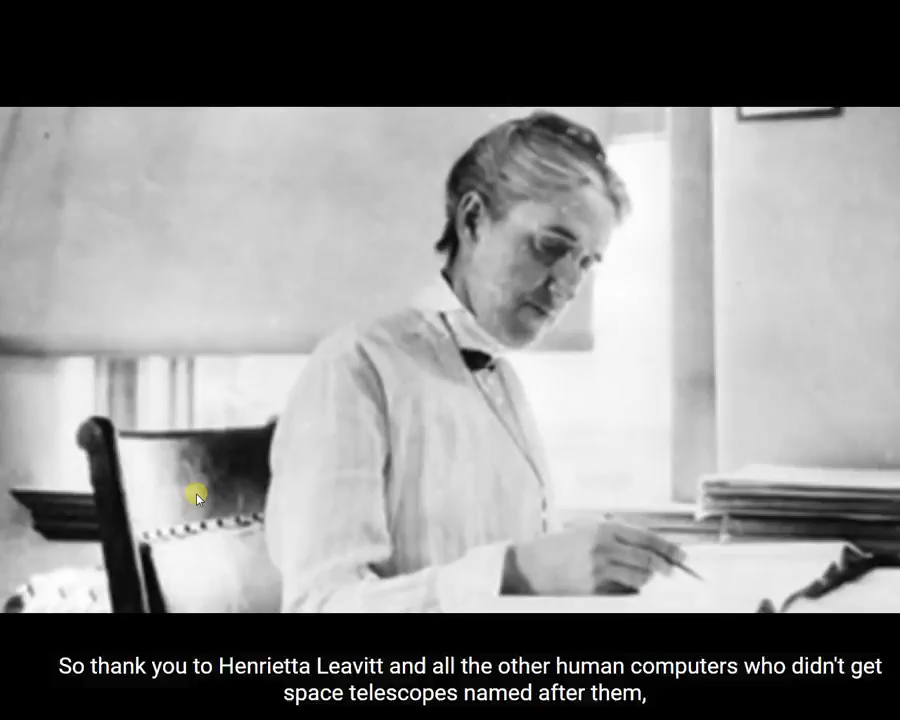 So thank you to Henrietta Leavitt and all the other human computers who didn't get
space telescopes named after them,